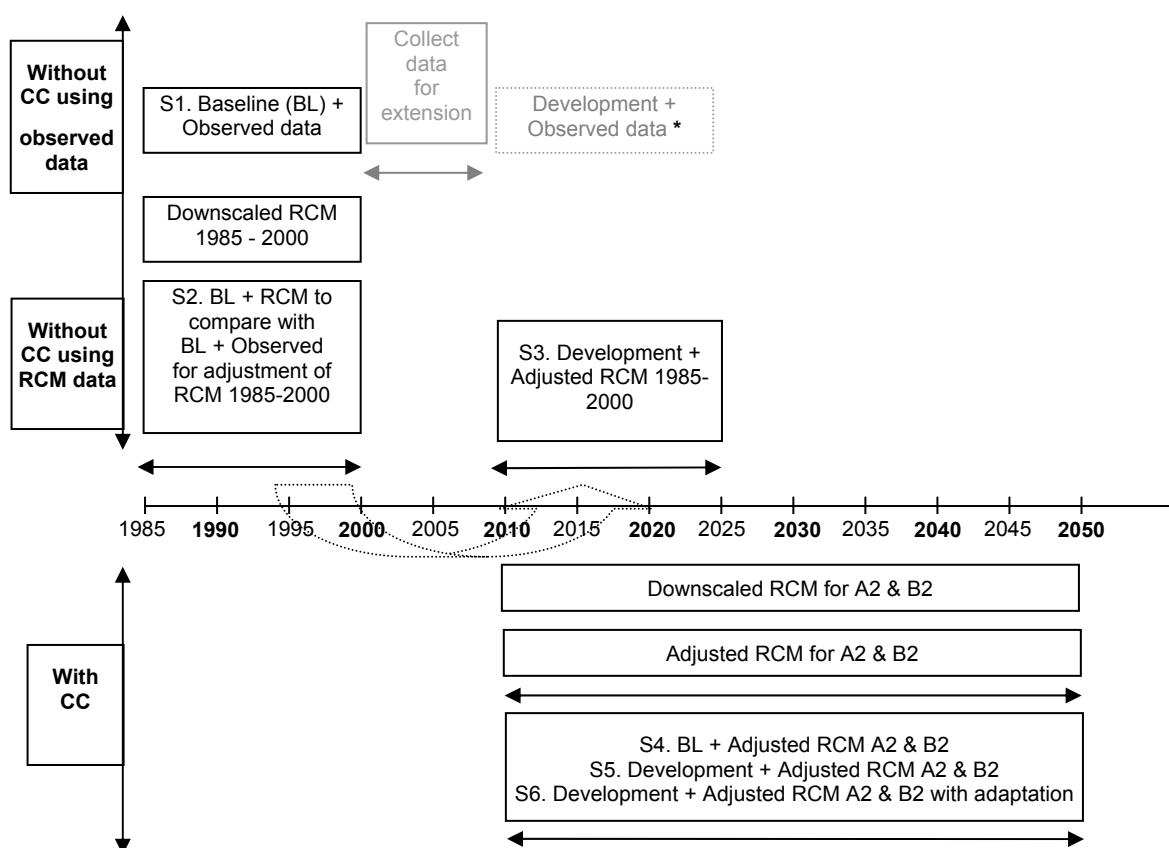 Without
CC using
observed
data
S1. Baseline (BL) +
Observed data
Collect
data
for
extension
Development +
Observed data *
Downscaled RCM
1985 - 2000
Without
CC using
RCM data
S2. BL + RCM to
compare with
BL + Observed
for adjustment of
RCM 1985-2000
S3. Development +
Adjusted RCM 1985-
2000
1985 1990 1995 2000 2005 2010 2015 2020 2025 2030 2035 2040 2045 2050
With
CC
Downscaled RCM for A2 & B2
Adjusted RCM for A2 & B2
S4. BL + Adjusted RCM A2 & B2
S5. Development + Adjusted RCM A2 & B2
S6. Development + Adjusted RCM A2 & B2 with adaptation